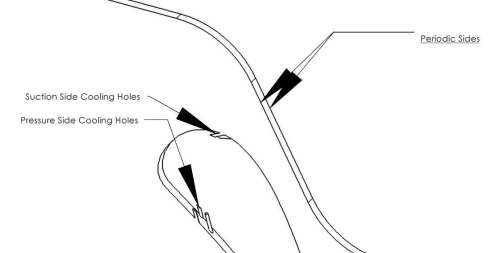 Periodic Sides
Suction Side Cooling Holes
Pressure Side Cooling Holes